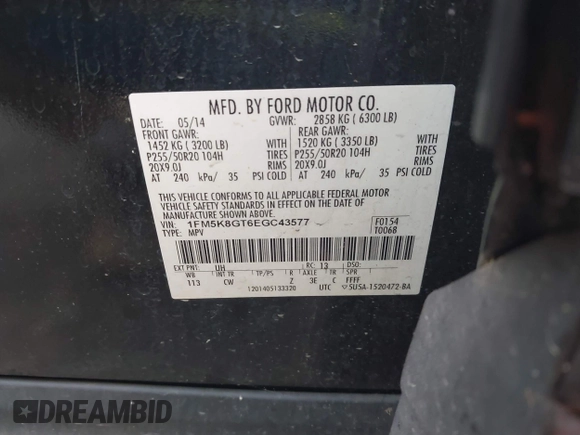 MFD. BY FORD MOTOR CO.
DATE: 05/14 GVWR: 2858 KG ( 6300 LB)
FRONT GAWR: REAR GAWR:
1452 KG ( 3200 LB) WITH 1520 KG ( 3350 LB) WITH
P255/50R20 104H TIRES P255/50R20 104H TIRES
20X9.0J RIMS 20X9.0J RIMS
AT 240 kPa/ 35 PSI COLD AT 240 kPa/ 35 PSI COLD
THIS VEHICLE CONFORMS TO ALL APPLICABLE FEDERAL MOTOR
VEHICLE SAFETY AND THEFT PREVENTION STANDARDS IN EFFECT ON
THE DATE OF MANUFACTURE SHOWN ABOVE.
VIN: 1FM5K8GT6EGC43577 F0154
TYPE: MPV T0068
EXT PNT: UH RC: 13 DSO:
WB INT TR TP/PS R AXLE TR SPR
113 CW Z 3E C FFFF
1201405133320 UTC ▽5USA-1520472-BA
DREAMBID